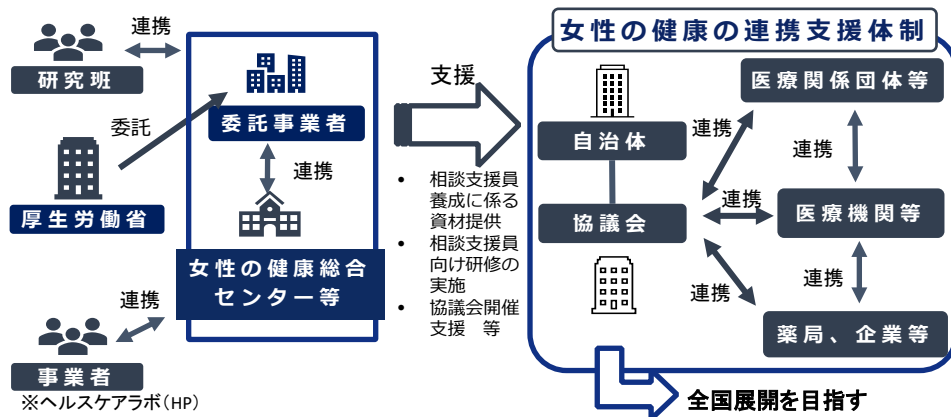 連携
研究班
委託
厚生労働省
連携
事業者
※ヘルスケアラボ（HP）
委託事業者
連携
女性の健康総合
センター等
支援
• 相談支援員
養成に係る
資材提供
• 相談支援員
向け研修の
実施
• 協議会開催
支援 等
女性の健康の連携支援体制
自治体
協議会
連携
連携
連携
医療関係団体等
連携
医療機関等
連携
薬局、企業等
全国展開を目指す